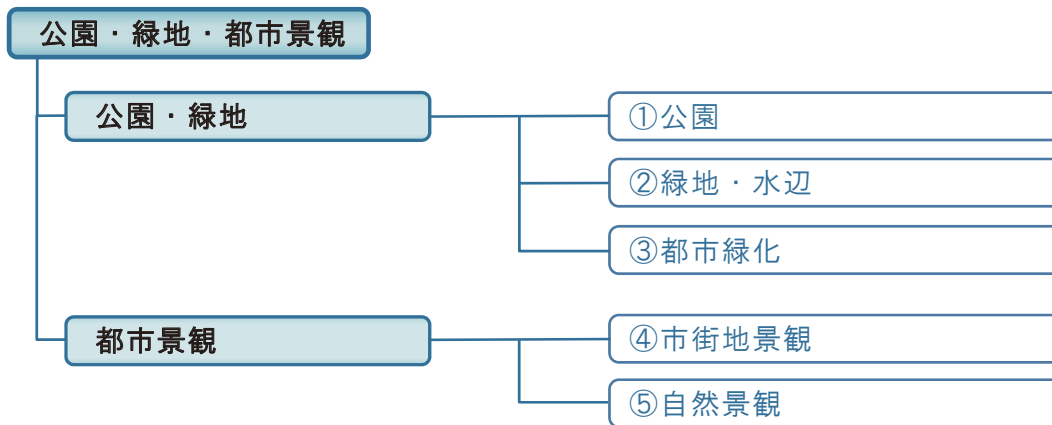 公園・緑地・都市景観
公園・緑地
①公園
②緑地・水辺
③都市緑化
都市景観
④市街地景観
⑤自然景観